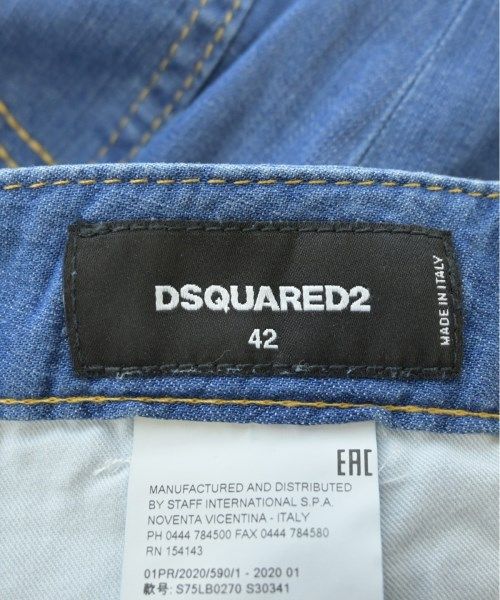 DSQUARED2
42
MADE IN ITALY
EAC
MANUFACTURED AND DISTRIBUTED
BY STAFF INTERNATIONAL S.P.A.
NOVENTA VICENTINA - ITALY
PH 0444 784500 FAX 0444 784580
RN 154143
01PR/2020/590/1 - 2020 01
款号: S75LB0270 S30341